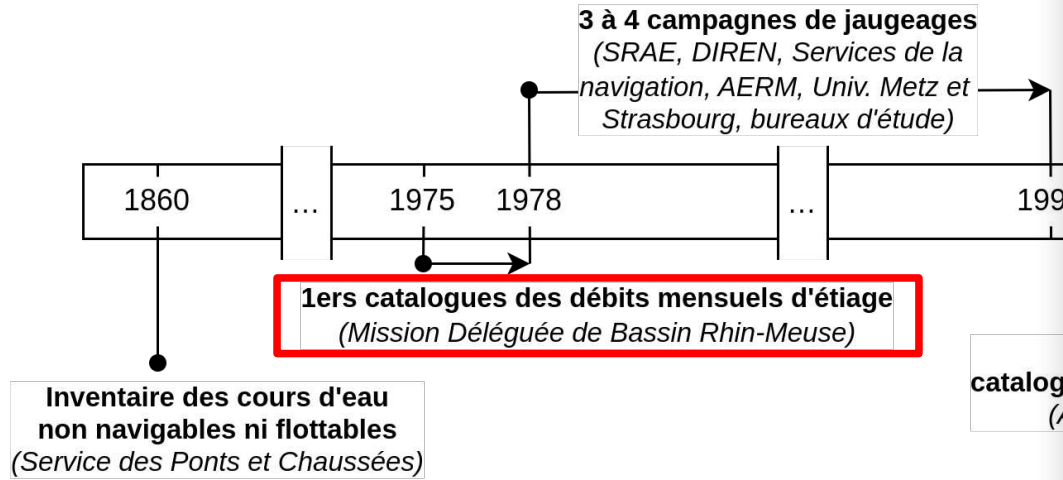 3 à 4 campagnes de jaugeages
(SRAE, DIREN, Services de la
navigation, AERM, Univ. Metz et
Strasbourg, bureaux d'étude)
1860 ... 1975 1978 ... 199
1ers catalogues des débits mensuels d'étiage
(Mission Déléguée de Bassin Rhin-Meuse)
Inventaire des cours d'eau
non navigables ni flottables
(Service des Ponts et Chaussées)
catalog